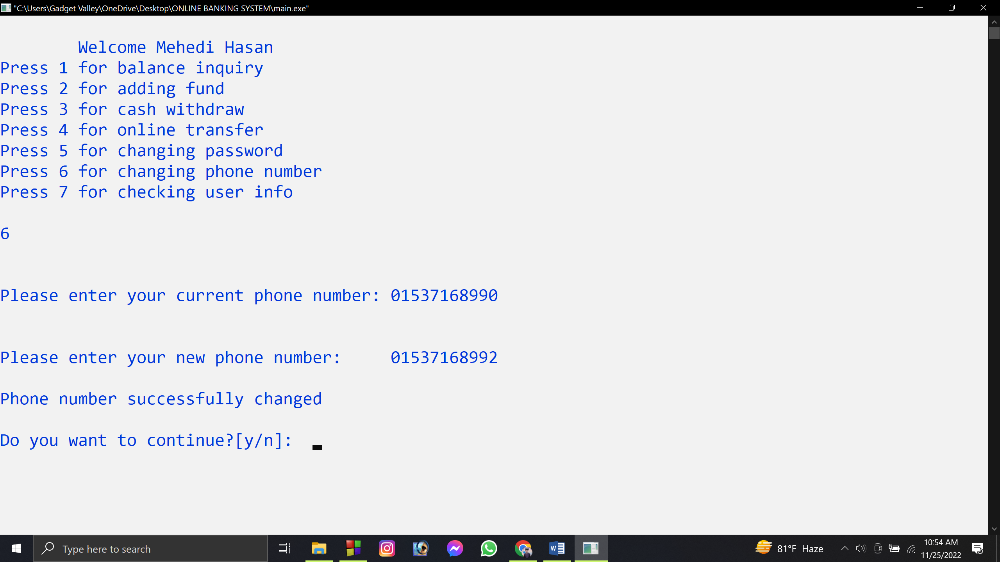 "C:\Users\Gadget Valley\OneDrive\Desktop\ONLINE BANKING SYSTEM\main.exe"
Welcome Mehedi Hasan
Press 1 for balance inquiry
Press 2 for adding fund
Press 3 for cash withdraw
Press 4 for online transfer
Press 5 for changing password
Press 6 for changing phone number
Press 7 for checking user info
6
Please enter your current phone number: 01537168990
Please enter your new phone number: 01537168992
Phone number successfully changed
Do you want to continue?[y/n]:
Type here to search
81°F Haze
10:54 AM
11/25/2022